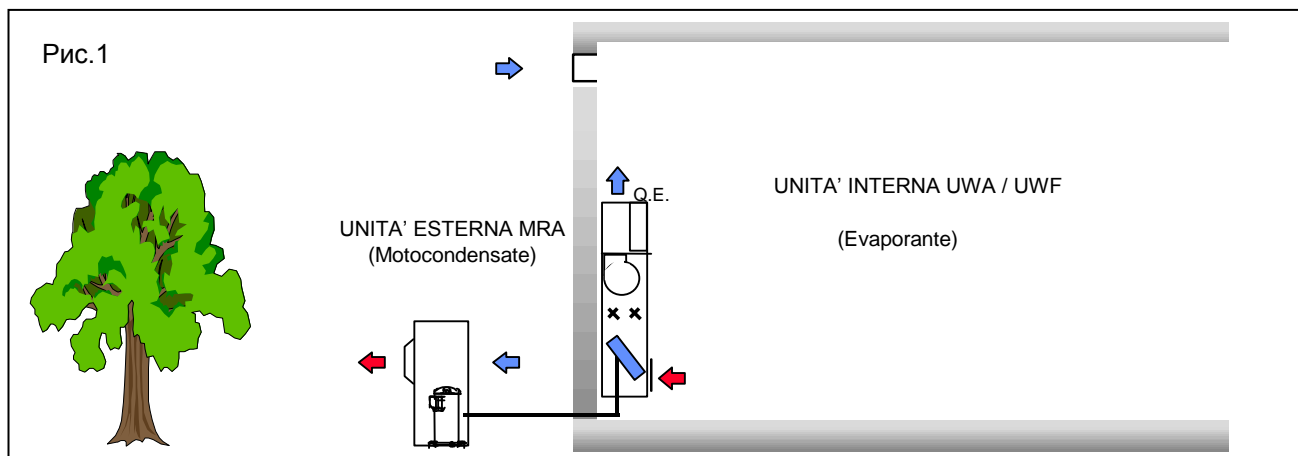 Рис.1
Q.E.
UNITA’ INTERNA UWA / UWF
UNITA’ ESTERNA MRA
(Motocondensate)
(Evaporante)